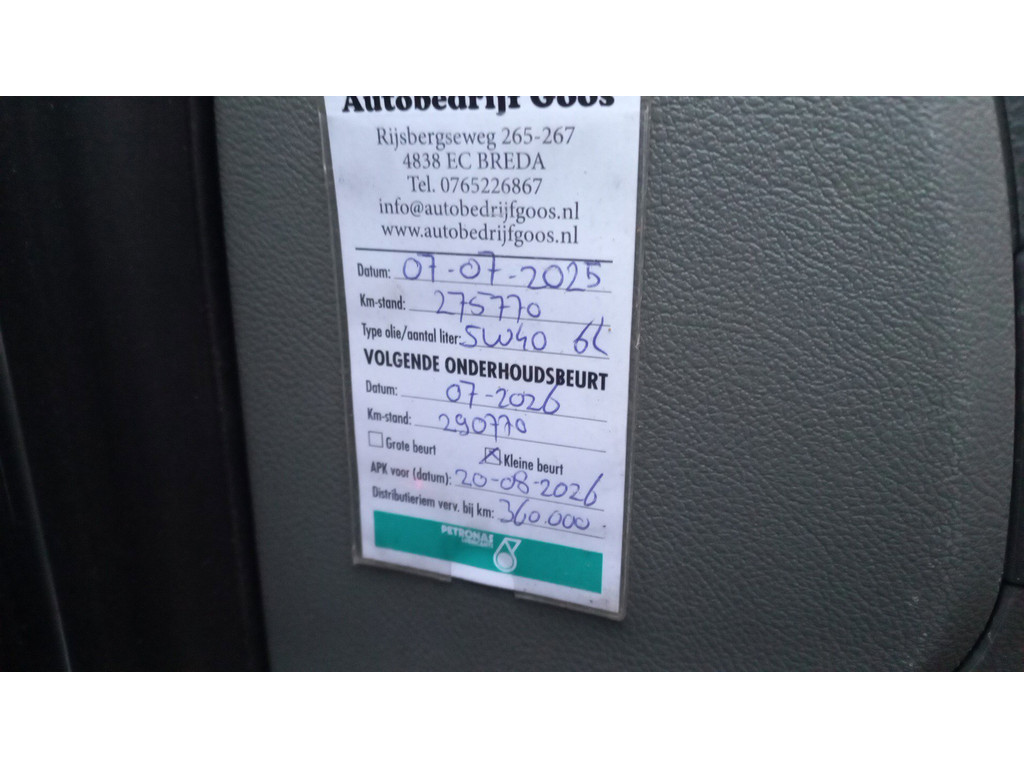 Autobedrijf Goos
Rijsbergseweg 265-267
4838 EC BREDA
Tel. 0765226867
info@autobedrijfgoos.nl
www.autobedrijfgoos.nl
Datum: 07-07-2025
Km-stand: 275770
Type olie/aantal liter: 5W40 6L
VOLGENDE ONDERHOUDSBEURT
Datum: 07-2026
Km-stand: 290770
Grote beurt Kleine beurt
APK voor (datum): 20-08-2026
Distributieriem verv. bij km: 360.000
PETRONAS